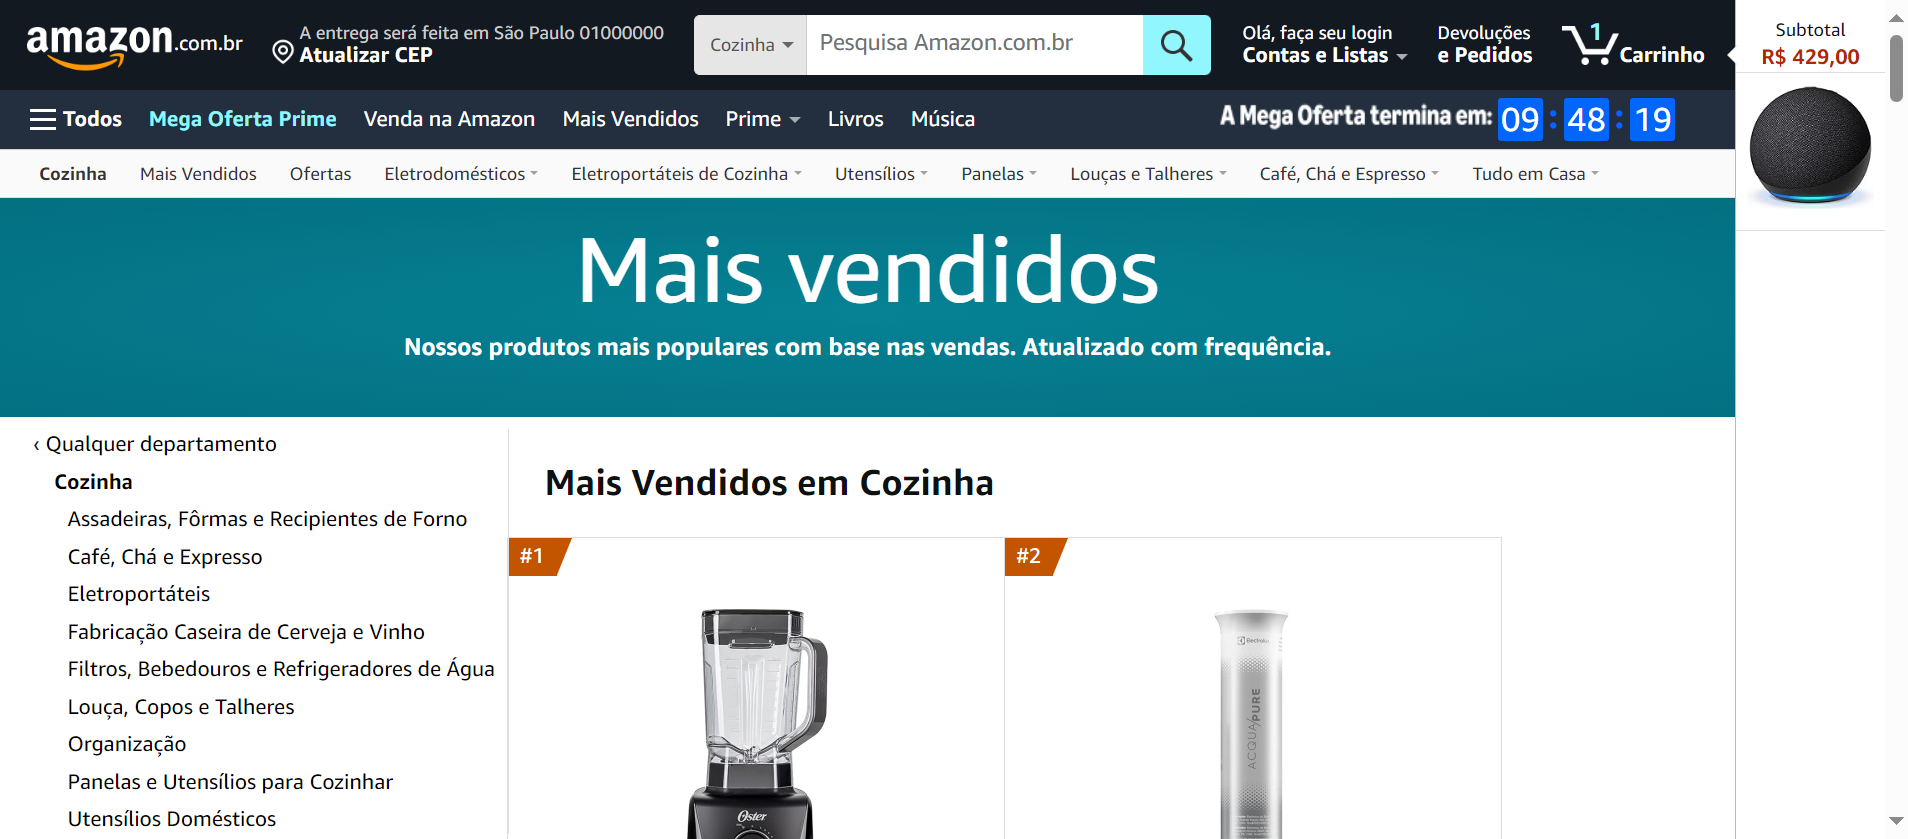 amazon.com.br
A entrega será feita em São Paulo 01000000
Atualizar CEP
Cozinha
Pesquisa Amazon.com.br
Olá, faça seu login
Contas e Listas
Devoluções
e Pedidos
1
Carrinho
Subtotal
R$ 429,00
Todos
Mega Oferta Prime
Venda na Amazon
Mais Vendidos
Prime
Livros
Música
A Mega Oferta termina em: 09 : 48 : 19
Cozinha
Mais Vendidos
Ofertas
Eletrodomésticos
Eletroportáteis de Cozinha
Utensílios
Panelas
Louças e Talheres
Café, Chá e Espresso
Tudo em Casa
Mais vendidos
Nossos produtos mais populares com base nas vendas. Atualizado com frequência.
‹ Qualquer departamento
Cozinha
Assadeiras, Fôrmas e Recipientes de Forno
Café, Chá e Expresso
Eletroportáteis
Fabricação Caseira de Cerveja e Vinho
Filtros, Bebedouros e Refrigeradores de Água
Louça, Copos e Talheres
Organização
Panelas e Utensílios para Cozinhar
Utensílios Domésticos
Mais Vendidos em Cozinha
#1
Oster
#2
Electrolux
ACQUA/PURE